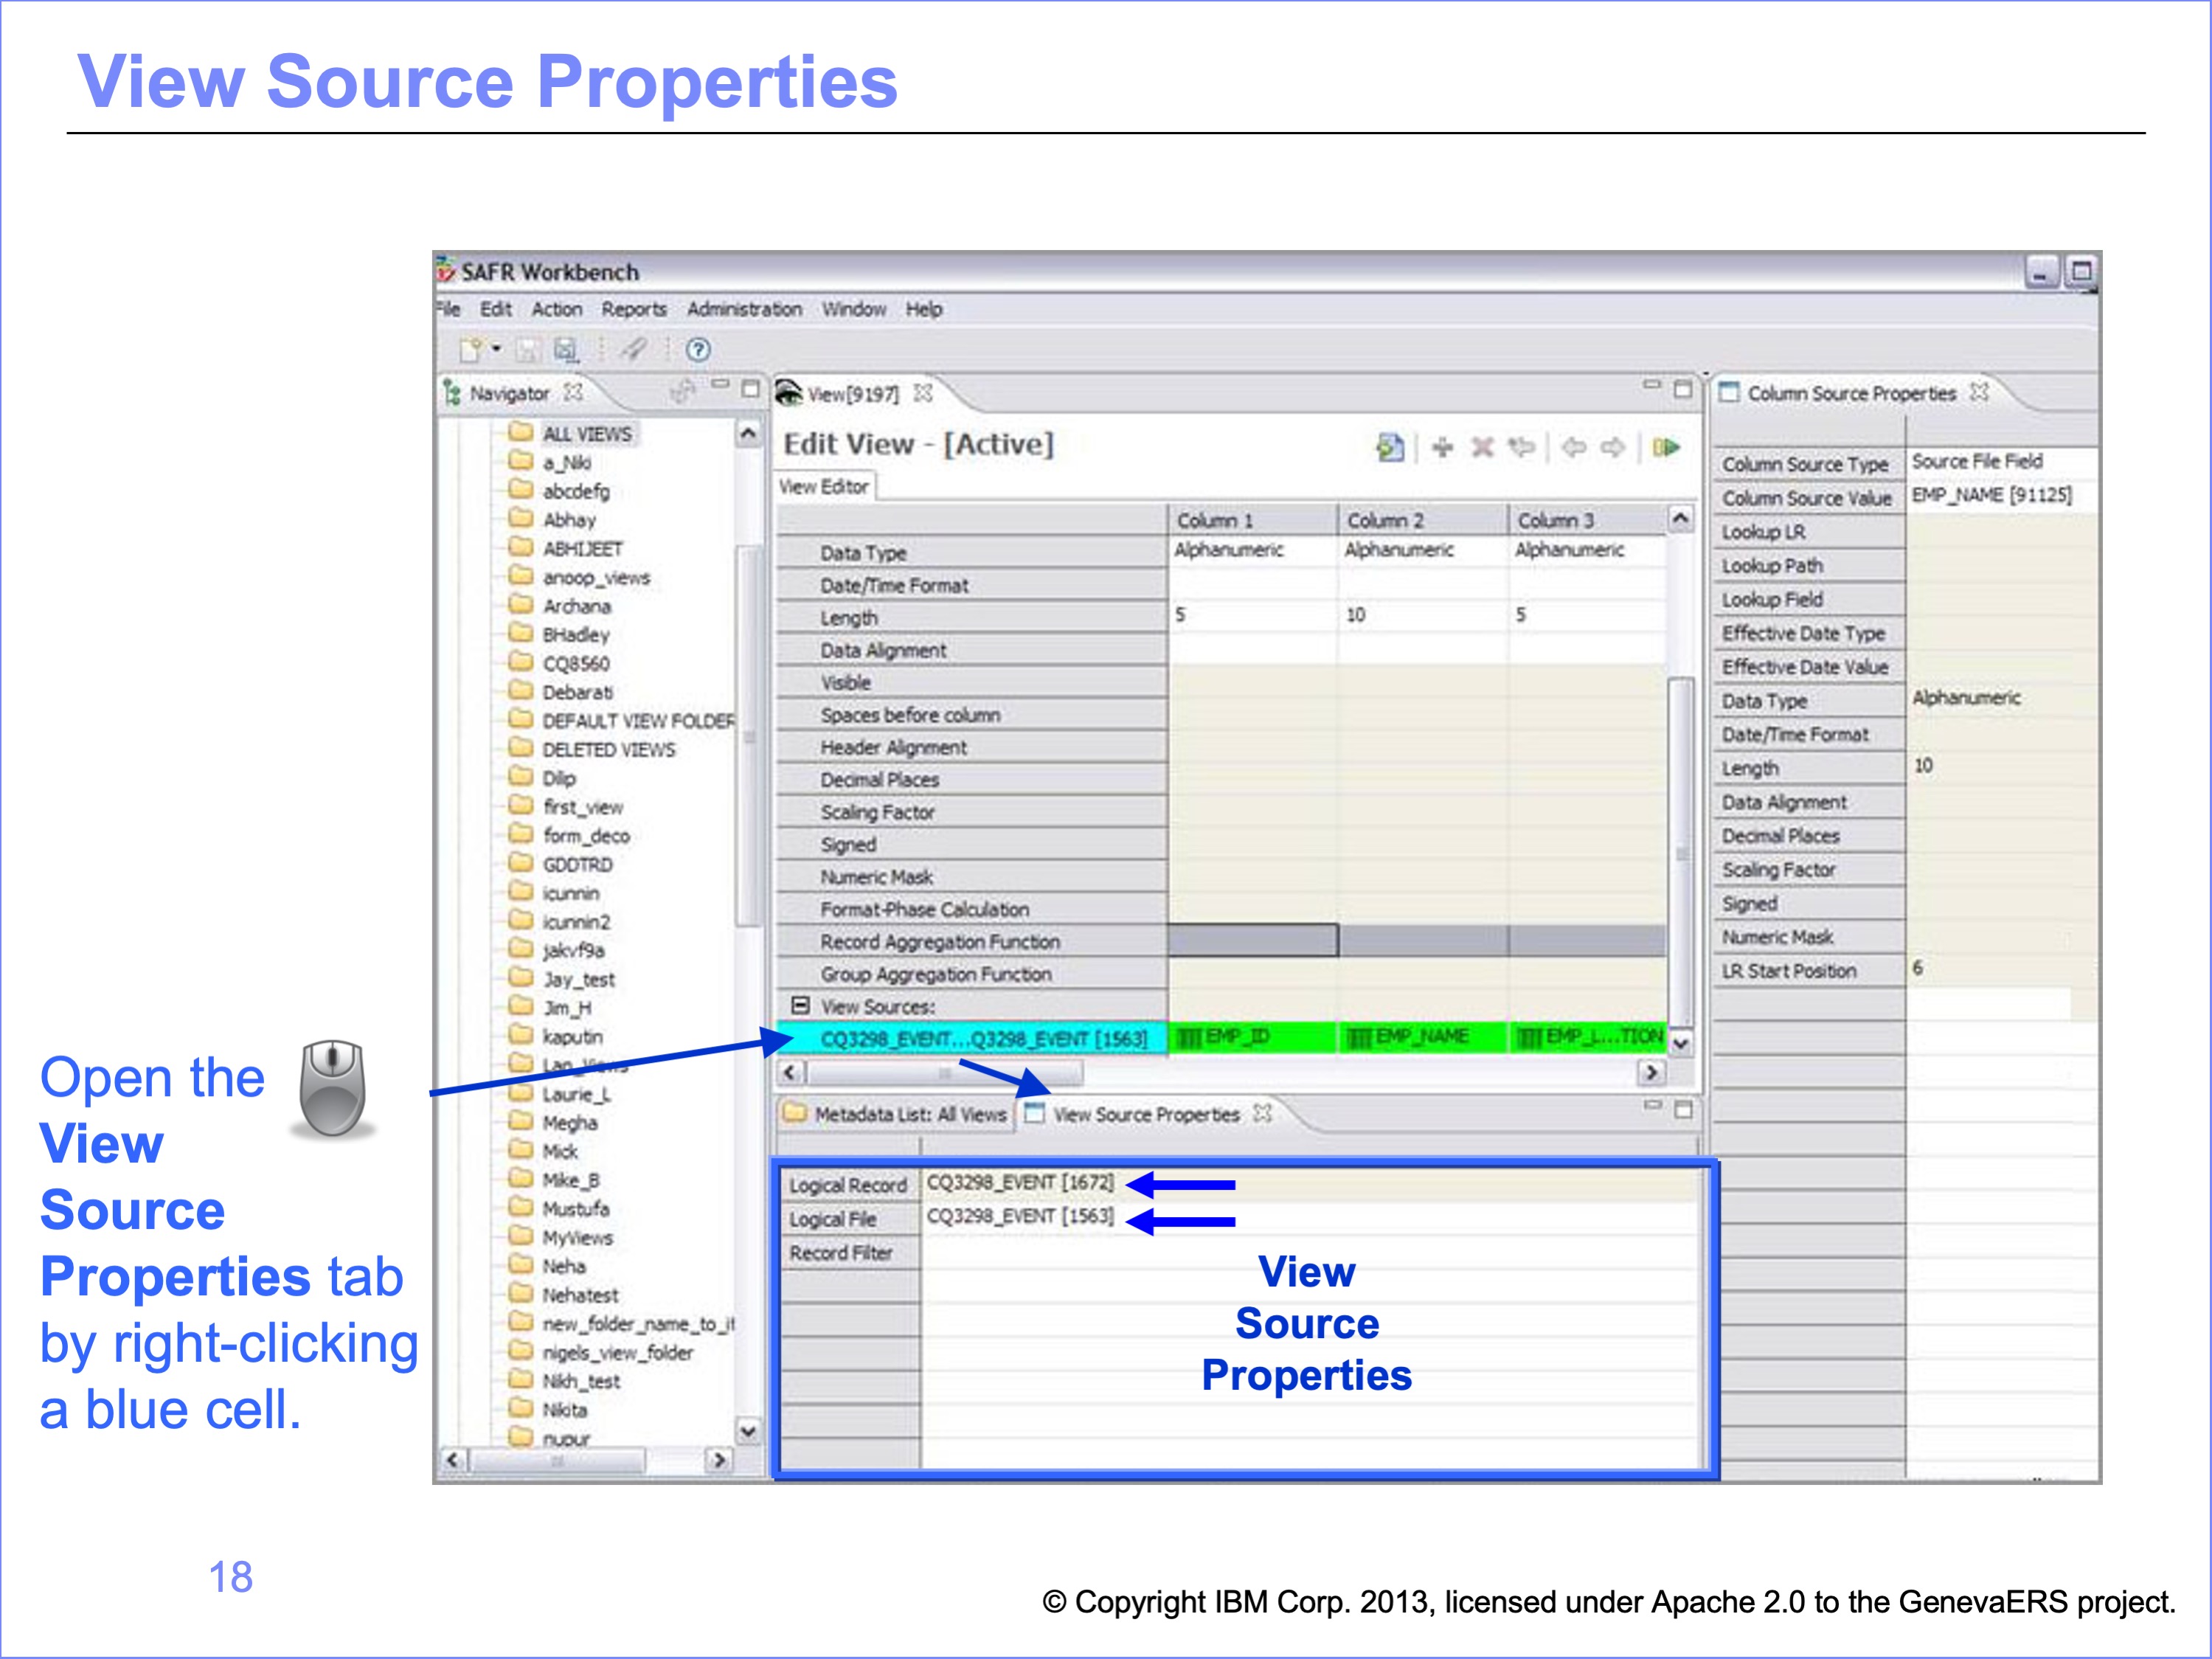 View Source Properties
SAFR Workbench
File Edit Action Reports Administration Window Help
Navigator
ALL VIEWS
a_Niki
abcdefg
Abhay
ABHIJEET
anoop_views
Archana
BHadley
CQ8560
Debarati
DEFAULT VIEW FOLDER
DELETED VIEWS
Dilip
first_view
form_deco
GDDTRD
icunnin
icunnin2
jakvf9a
Jay_test
Jim_H
kaputin
Lan_Views
Laurie_L
Megha
Mick
Mike_B
Mustufa
MyViews
Neha
Nehatest
new_folder_name_to_it
nigels_view_folder
Nikh_test
Nikita
nupur
View[9197]
Edit View - [Active]
View Editor
Column 1 Column 2 Column 3
Data Type Alphanumeric Alphanumeric Alphanumeric
Date/Time Format
Length 5 10 5
Data Alignment
Visible
Spaces before column
Header Alignment
Decimal Places
Scaling Factor
Signed
Numeric Mask
Format-Phase Calculation
Record Aggregation Function
Group Aggregation Function
View Sources:
CQ3298_EVENT...Q3298_EVENT [1563] EMP_ID EMP_NAME EMP_L...TION
Metadata List: All Views View Source Properties
Logical Record CQ3298_EVENT [1672]
Logical File CQ3298_EVENT [1563]
Record Filter
View
Source
Properties
Column Source Properties
Column Source Type Source File Field
Column Source Value EMP_NAME [91125]
Lookup LR
Lookup Path
Lookup Field
Effective Date Type
Effective Date Value
Data Type Alphanumeric
Date/Time Format
Length 10
Data Alignment
Decimal Places
Scaling Factor
Signed
Numeric Mask
LR Start Position 6
Open the
View
Source
Properties tab
by right-clicking
a blue cell.
18
© Copyright IBM Corp. 2013, licensed under Apache 2.0 to the GenevaERS project.